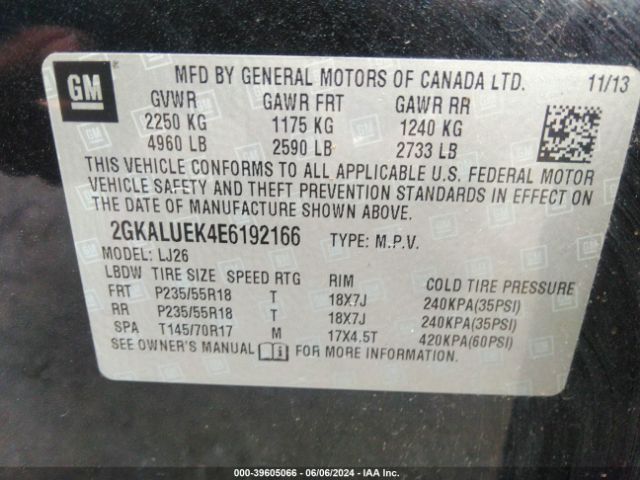 GM
MFD BY GENERAL MOTORS OF CANADA LTD. 11/13
GVWR GAWR FRT GAWR RR
2250 KG 1175 KG 1240 KG
4960 LB 2590 LB 2733 LB
THIS VEHICLE CONFORMS TO ALL APPLICABLE U.S. FEDERAL MOTOR
VEHICLE SAFETY AND THEFT PREVENTION STANDARDS IN EFFECT ON
THE DATE OF MANUFACTURE SHOWN ABOVE.
2GKALUEK4E6192166 TYPE: M.P.V.
MODEL: LJ26
LBDW TIRE SIZE SPEED RTG RIM COLD TIRE PRESSURE
FRT P235/55R18 T 18X7J 240KPA(35PSI)
RR P235/55R18 T 18X7J 240KPA(35PSI)
SPA T145/70R17 M 17X4.5T 420KPA(60PSI)
SEE OWNER'S MANUAL FOR MORE INFORMATION.
000-39605066 - 06/06/2024 - IAA Inc.